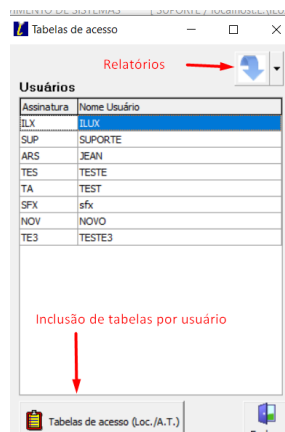 Tabelas de acesso
Relatórios
Usuários
Assinatura Nome Usuário
ILX ILUX
SUP SUPORTE
ARS JEAN
TES TESTE
TA TEST
SFX sfx
NOV NOVO
TE3 TESTE3
Inclusão de tabelas por usuário
Tabelas de acesso (Loc./A.T.)